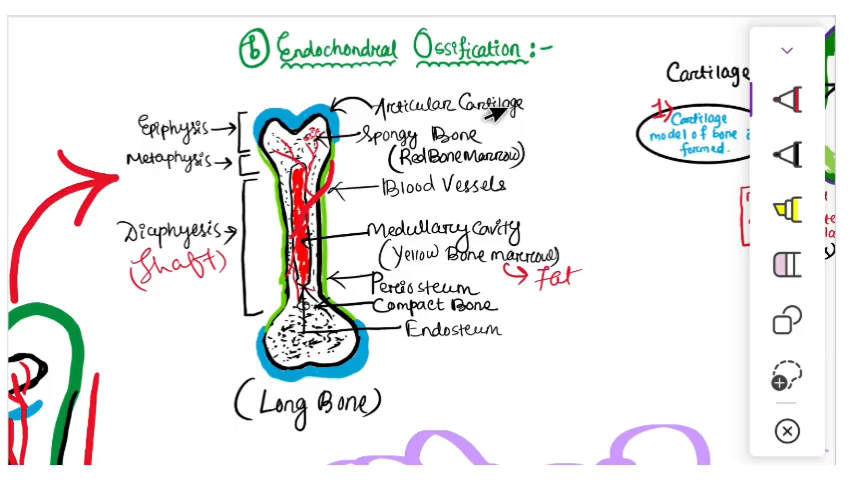 (b) Endochondral Ossification :-
Articular Cartilage
Epiphysis
Spongy Bone
(Red Bone Marrow)
Metaphysis
Blood Vessels
Diaphyesis
(Shaft)
Medullary cavity
(Yellow Bone marrow)
Fat
Periosteum
Compact Bone
Endosteum
(Long Bone)
Cartilage
1)
Cartilage
model of bone
formed.